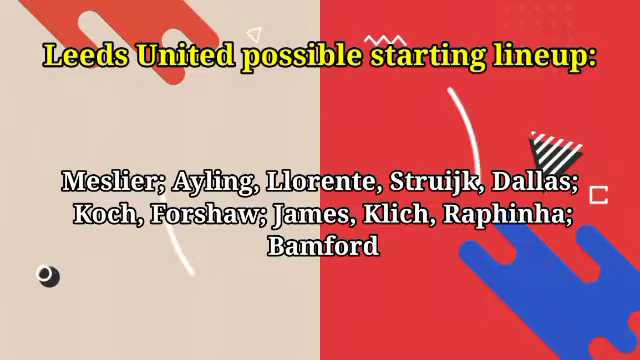 Leeds United possible starting lineup:
Meslier; Ayling, Llorente, Struijk, Dallas;
Koch, Forshaw; James, Klich, Raphinha;
Bamford